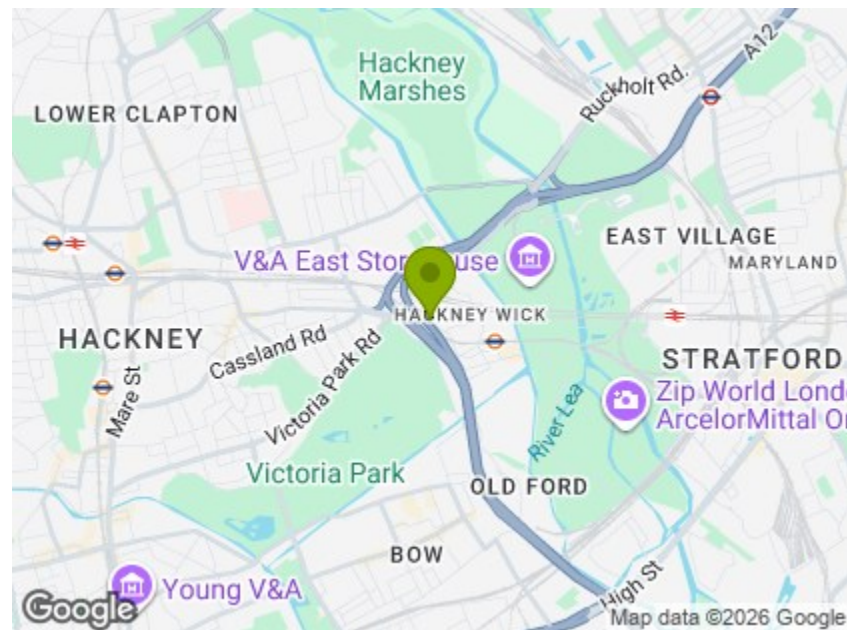 Hackney
Marshes
Ruckholt Rd.
A12
LOWER CLAPTON
EAST VILLAGE
V&A East Storehouse
MARYLAND
HACKNEY WICK
HACKNEY
Cassland Rd
Mare St
Victoria Park Rd
STRATFORD
Zip World Londo
ArcelorMittal Or
River Lea
Victoria Park
OLD FORD
BOW
Young V&A
High St
Google
Map data ©2026 Google